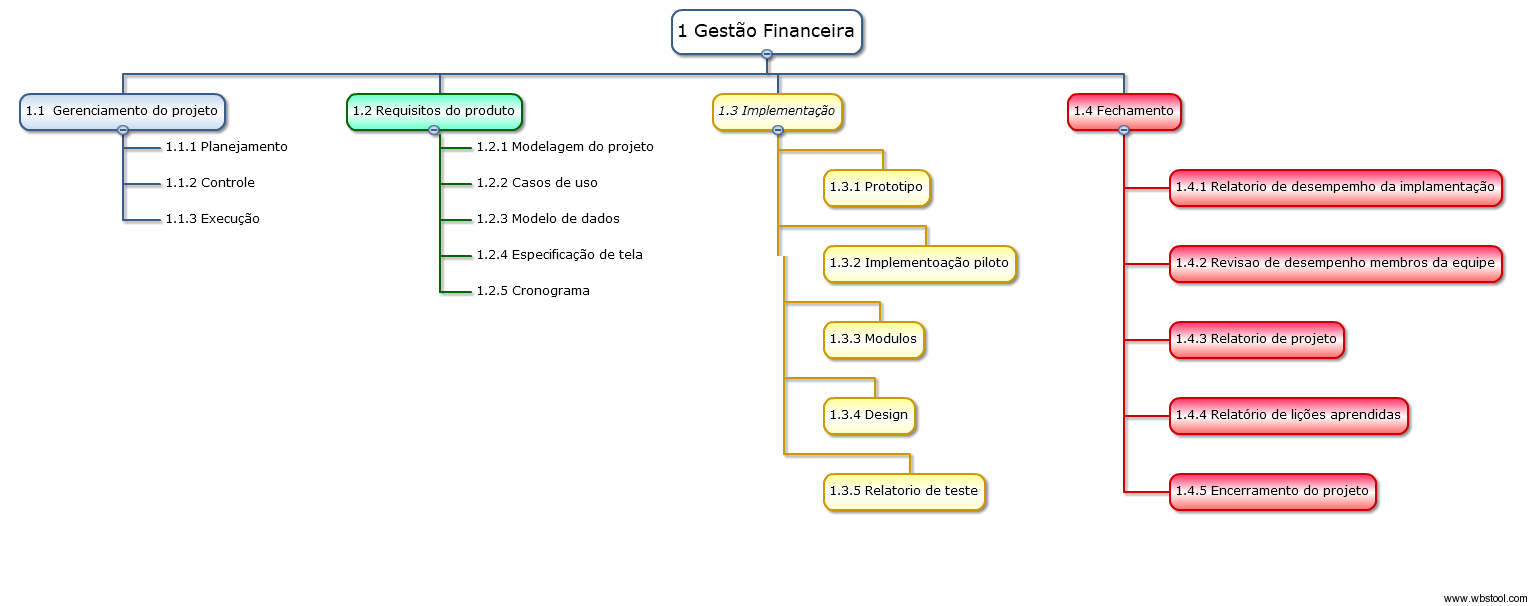 1 Gestão Financeira
1.1 Gerenciamento do projeto
1.1.1 Planejamento
1.1.2 Controle
1.1.3 Execução
1.2 Requisitos do produto
1.2.1 Modelagem do projeto
1.2.2 Casos de uso
1.2.3 Modelo de dados
1.2.4 Especificação de tela
1.2.5 Cronograma
1.3 Implementação
1.3.1 Prototipo
1.3.2 Implementoação piloto
1.3.3 Modulos
1.3.4 Design
1.3.5 Relatorio de teste
1.4 Fechamento
1.4.1 Relatorio de desempemho da implamentação
1.4.2 Revisao de desempenho membros da equipe
1.4.3 Relatorio de projeto
1.4.4 Relatório de lições aprendidas
1.4.5 Encerramento do projeto
www.wbstool.com